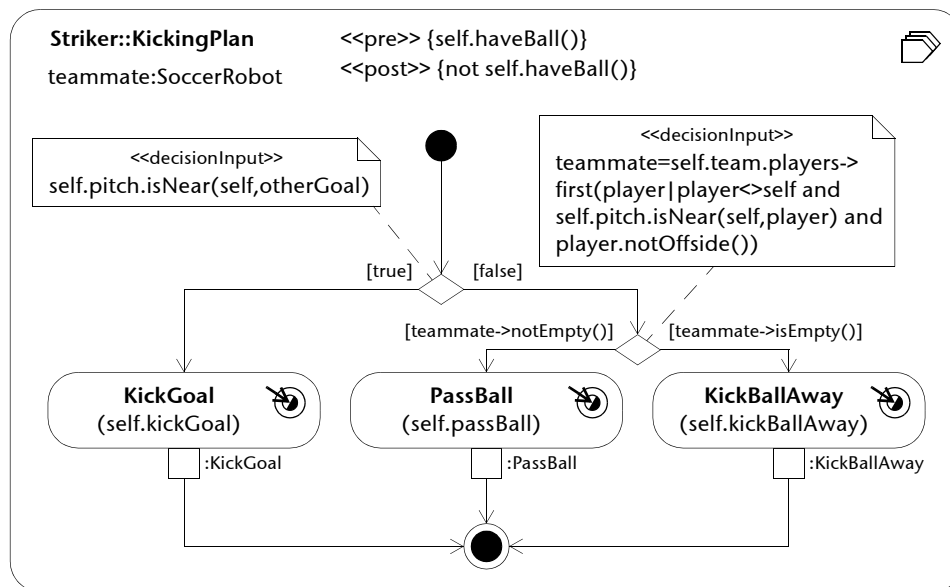 Striker::KickingPlan
teammate:SoccerRobot
<<pre>> {self.haveBall()}
<<post>> {not self.haveBall()}
<<decisionInput>>
self.pitch.isNear(self,otherGoal)
<<decisionInput>>
teammate=self.team.players->
first(player|player<>self and
self.pitch.isNear(self,player) and
player.notOffside())
[true]
[false]
[teammate->notEmpty()]
[teammate->isEmpty()]
KickGoal
(self.kickGoal)
PassBall
(self.passBall)
KickBallAway
(self.kickBallAway)
:KickGoal
:PassBall
:KickBallAway